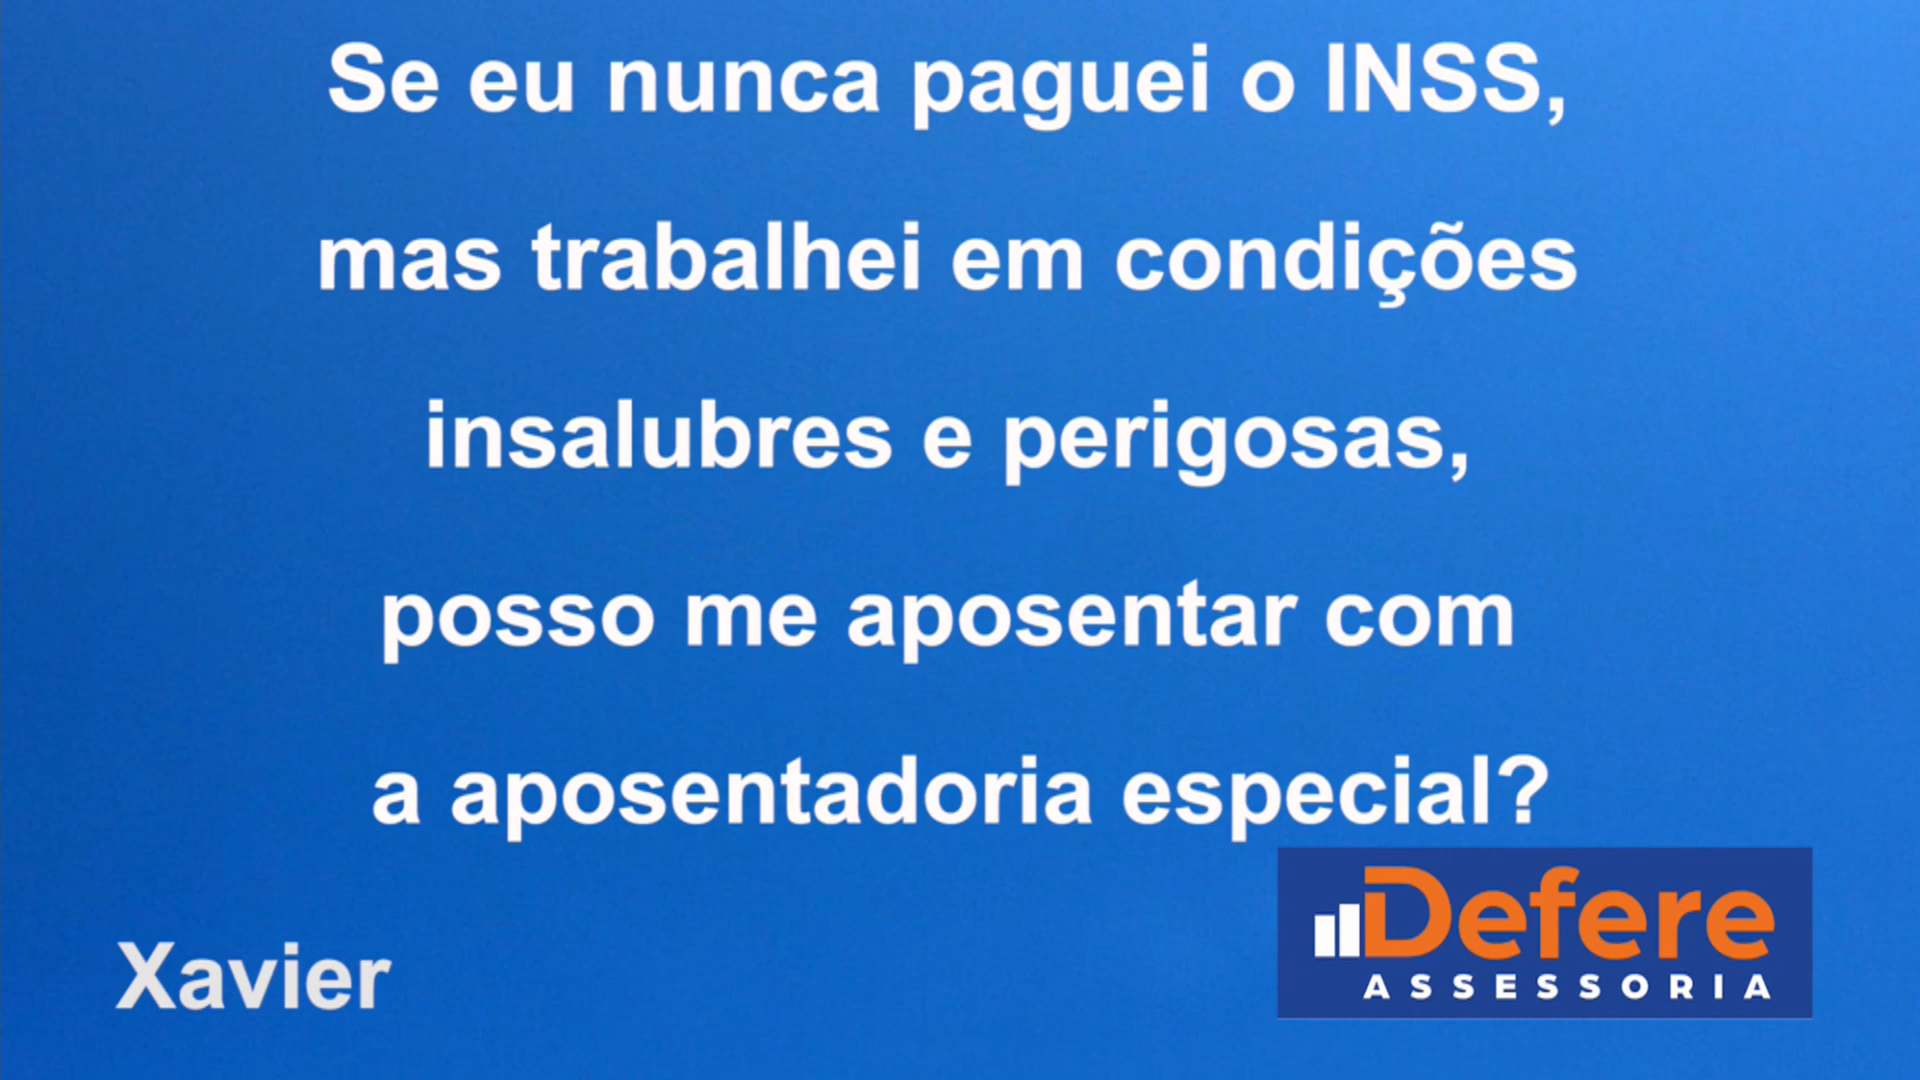 Se eu nunca paguei o INSS,
mas trabalhei em condições
insalubres e perigosas,
posso me aposentar com
a aposentadoria especial?
Xavier
Defere
ASSESSORIA